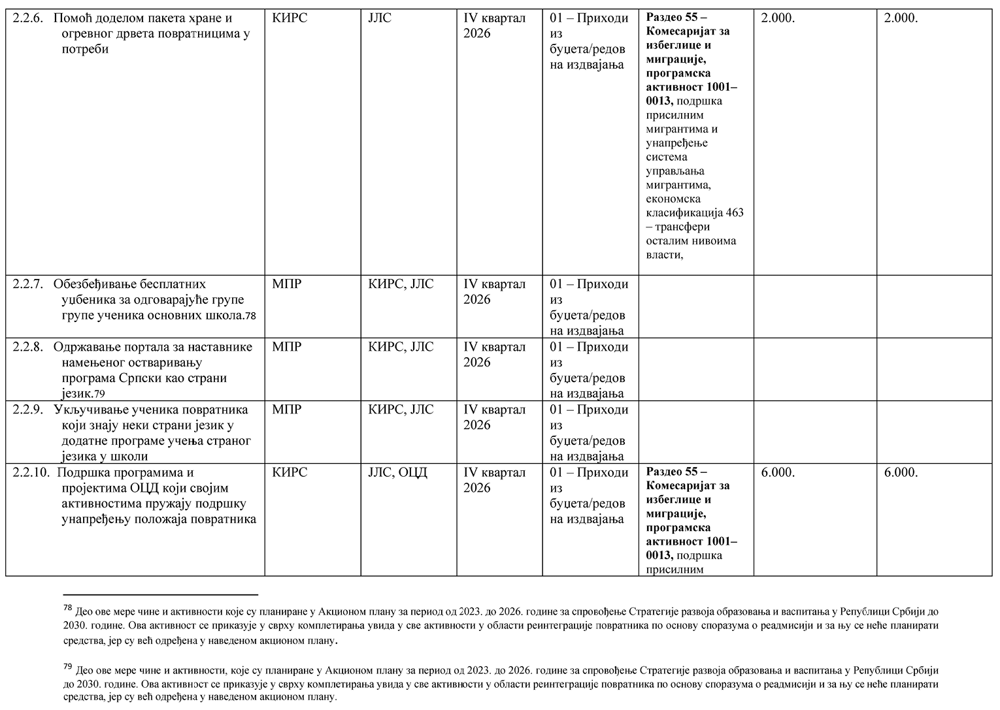 2.2.6. Помоћ доделом пакета хране и
огревног дрвета повратницима у
потреби
КИРС
ЈЛС
IV квартал
2026
01 – Приходи
из
буџета/редов
на издвајања
Раздео 55 –
Комесаријат за
избеглице и
миграције,
програмска
активност 1001–
0013, подршка
присилним
мигрантима и
унапређење
система
управљања
мигрантима,
економска
класификација 463
– трансфери
осталим нивоима
власти,
2.000.
2.000.
2.2.7. Обезбеђивање бесплатних
уџбеника за одговарајуће групе
групе ученика основних школа.78
МПР
КИРС, ЈЛС
IV квартал
2026
01 – Приходи
из
буџета/редов
на издвајања
2.2.8. Одржавање портала за наставнике
намењеног остваривању
програма Српски као страни
језик.79
МПР
КИРС, ЈЛС
IV квартал
2026
01 – Приходи
из
буџета/редов
на издвајања
2.2.9. Укључивање ученика повратника
који знају неки страни језик у
додатне програме учења страног
језика у школи
МПР
КИРС, ЈЛС
IV квартал
2026
01 – Приходи
из
буџета/редов
на издвајања
2.2.10. Подршка програмима и
пројектима ОЦД који својим
активностима пружају подршку
унапређењу положаја повратника
КИРС
ЈЛС, ОЦД
IV квартал
2026
01 – Приходи
из
буџета/редов
на издвајања
Раздео 55 –
Комесаријат за
избеглице и
миграције,
програмска
активност 1001–
0013, подршка
присилним
6.000.
6.000.
78 Део ове мере чине и активности које су планиране у Акционом плану за период од 2023. до 2026. године за спровођење Стратегије развоја образовања и васпитања у Републици Србији до
2030. године. Ова активност се приказује у сврху комплетирања увида у све активности у области реинтеграције повратника по основу споразума о реадмисији и за њу се неће планирати
средства, јер су већ одређена у наведеном акционом плану.
79 Део ове мере чине и активности, које су планиране у Акционом плану за период од 2023. до 2026. године за спровођење Стратегије развоја образовања и васпитања у Републици Србији
до 2030. године. Ова активност се приказује у сврху комплетирања увида у све активности у области реинтеграције повратника по основу споразума о реадмисији и за њу се неће планирати
средства, јер су већ одређена у наведеном акционом плану.